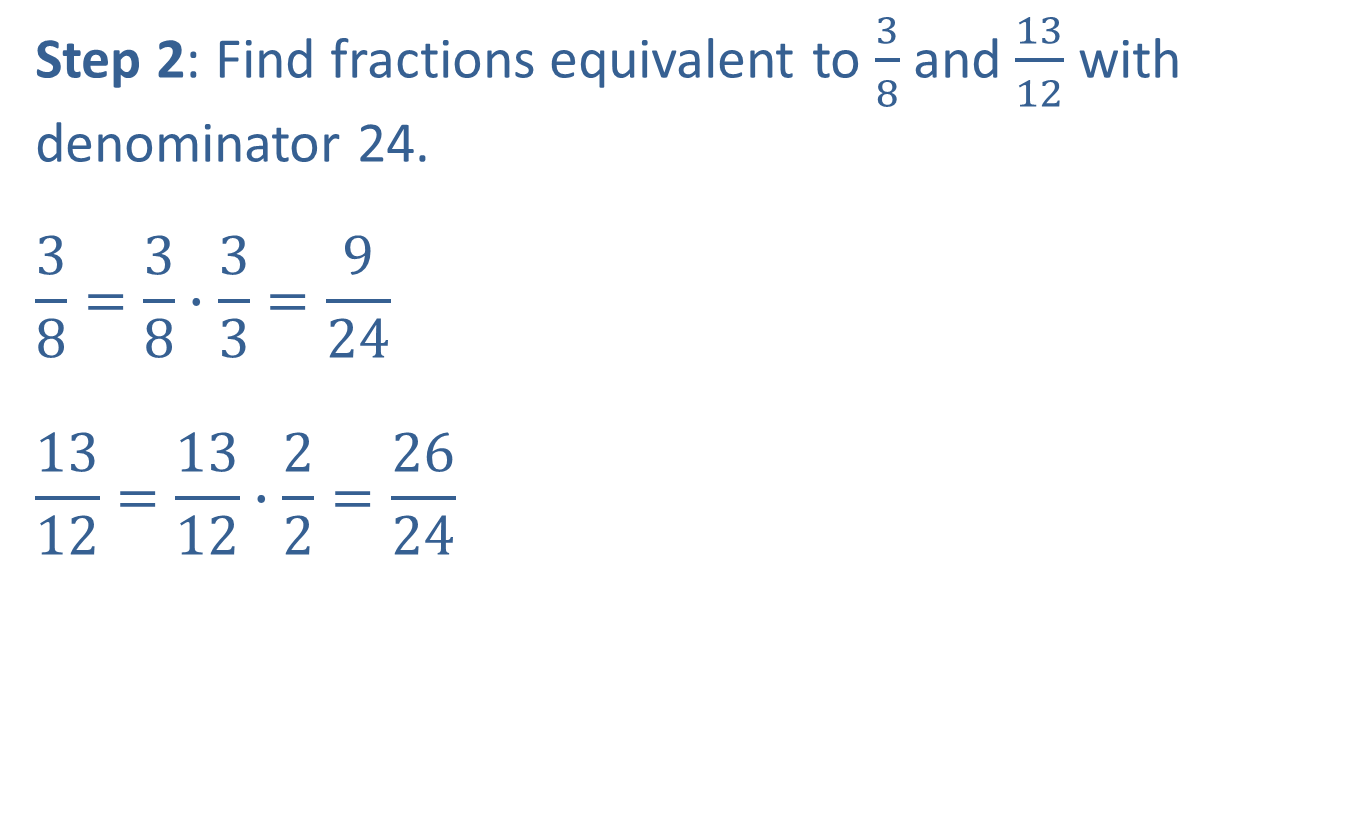 Step 2: Find fractions equivalent to 3/8 and 13/12 with
denominator 24.
3/8 = 3/8 · 3/3 = 9/24
13/12 = 13/12 · 2/2 = 26/24